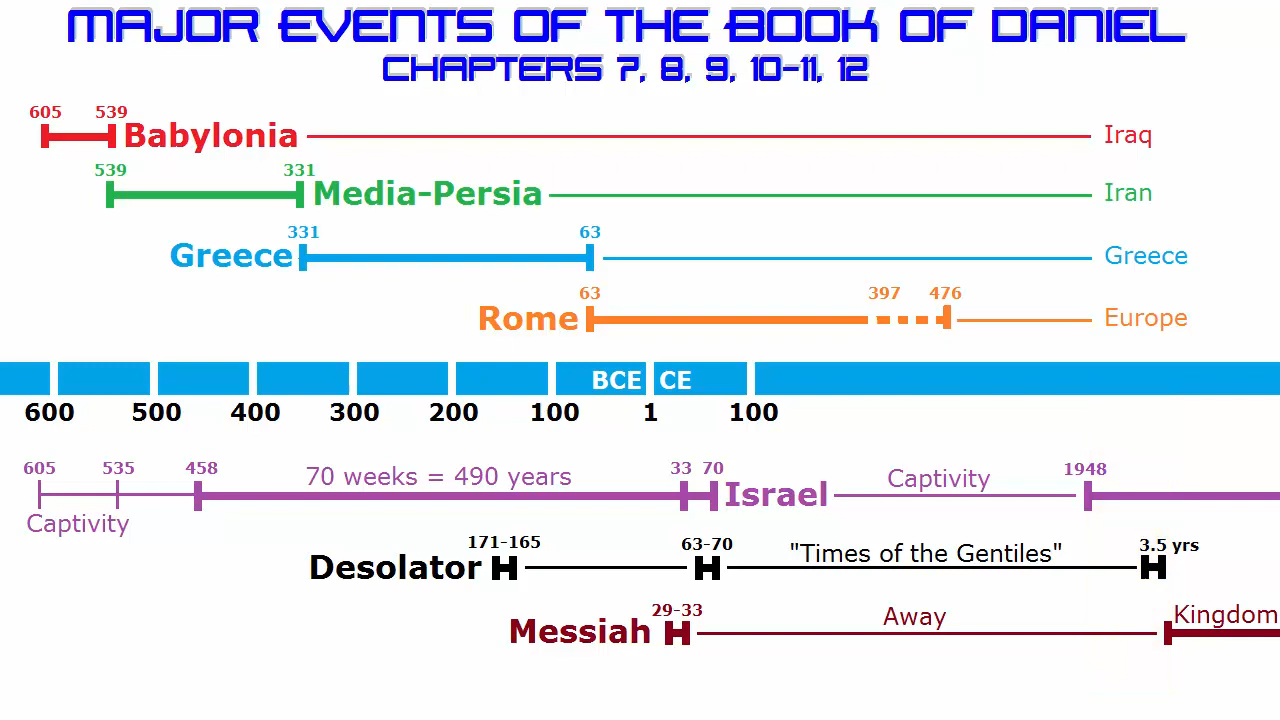 MAJOR EVENTS OF THE BOOK OF DANIEL
CHAPTERS 7, 8, 9, 10-11, 12
605 539
Babylonia Iraq
539 331
Media-Persia Iran
331 63
Greece Greece
63 397 476
Rome Europe
BCE CE
600 500 400 300 200 100 1 100
605 535 458 70 weeks = 490 years 33 70 Captivity 1948
Israel
Captivity
171-165 63-70 "Times of the Gentiles" 3.5 yrs
Desolator
29-33 Away Kingdom
Messiah